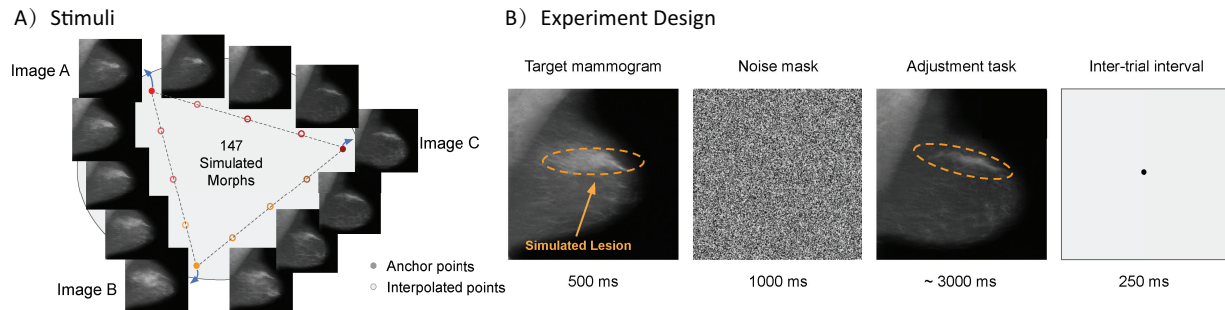 A） Stimuli
Image A
Image C
147
Simulated
Morphs
Image B
Anchor points
Interpolated points
B） Experiment Design
Target mammogram
Noise mask
Adjustment task
Inter-trial interval
Simulated Lesion
500 ms
1000 ms
~ 3000 ms
250 ms